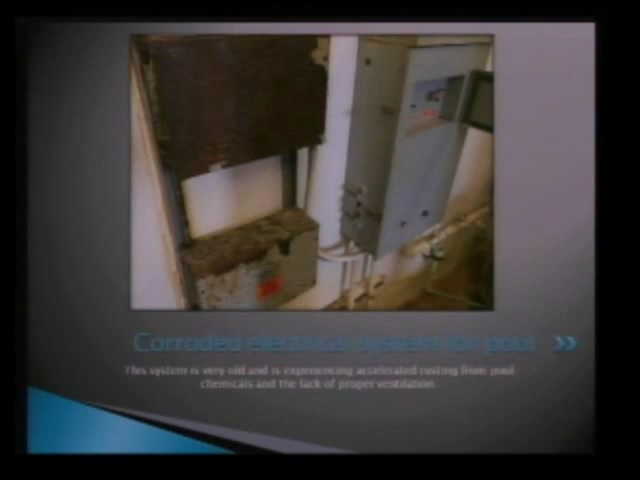 Corroded electrical system for pool
This system is very old and is experiencing accelerated rusting from pool
chemicals and the lack of proper ventilation.